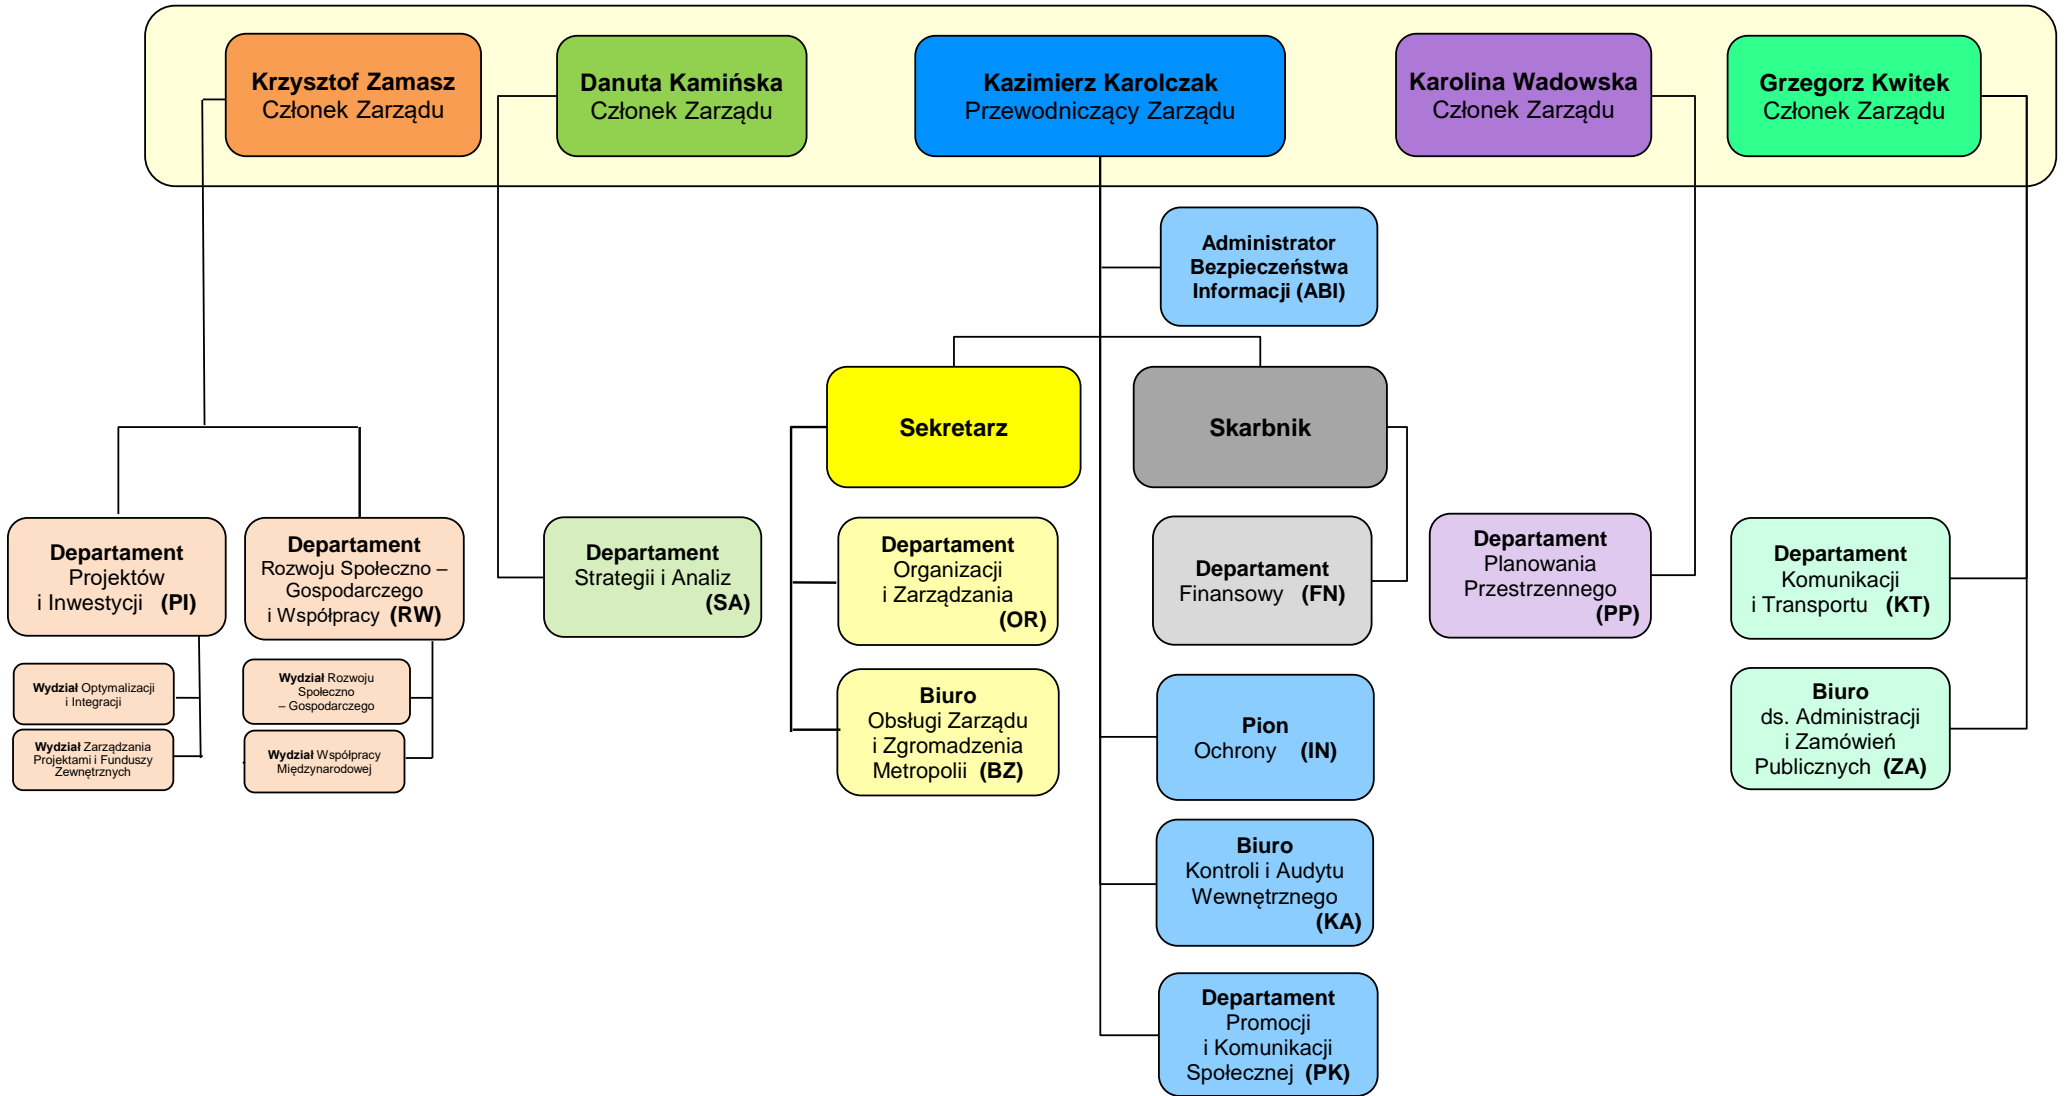 Krzysztof Zamasz
Członek Zarządu
Danuta Kamińska
Członek Zarządu
Kazimierz Karolczak
Przewodniczący Zarządu
Karolina Wadowska
Członek Zarządu
Grzegorz Kwitek
Członek Zarządu
Administrator
Bezpieczeństwa
Informacji (ABI)
Sekretarz
Skarbnik
Departament
Projektów
i Inwestycji (PI)
Departament
Rozwoju Społeczno –
Gospodarczego
i Współpracy (RW)
Departament
Strategii i Analiz
(SA)
Departament
Organizacji
i Zarządzania
(OR)
Departament
Finansowy (FN)
Departament
Planowania
Przestrzennego
(PP)
Departament
Komunikacji
i Transportu (KT)
Wydział Optymalizacji
i Integracji
Wydział Rozwoju
Społeczno
– Gospodarczego
Wydział Zarządzania
Projektami i Funduszy
Zewnętrznych
Wydział Współpracy
Międzynarodowej
Biuro
Obsługi Zarządu
i Zgromadzenia
Metropolii (BZ)
Pion
Ochrony (IN)
Biuro
ds. Administracji
i Zamówień
Publicznych (ZA)
Biuro
Kontroli i Audytu
Wewnętrznego
(KA)
Departament
Promocji
i Komunikacji
Społecznej (PK)